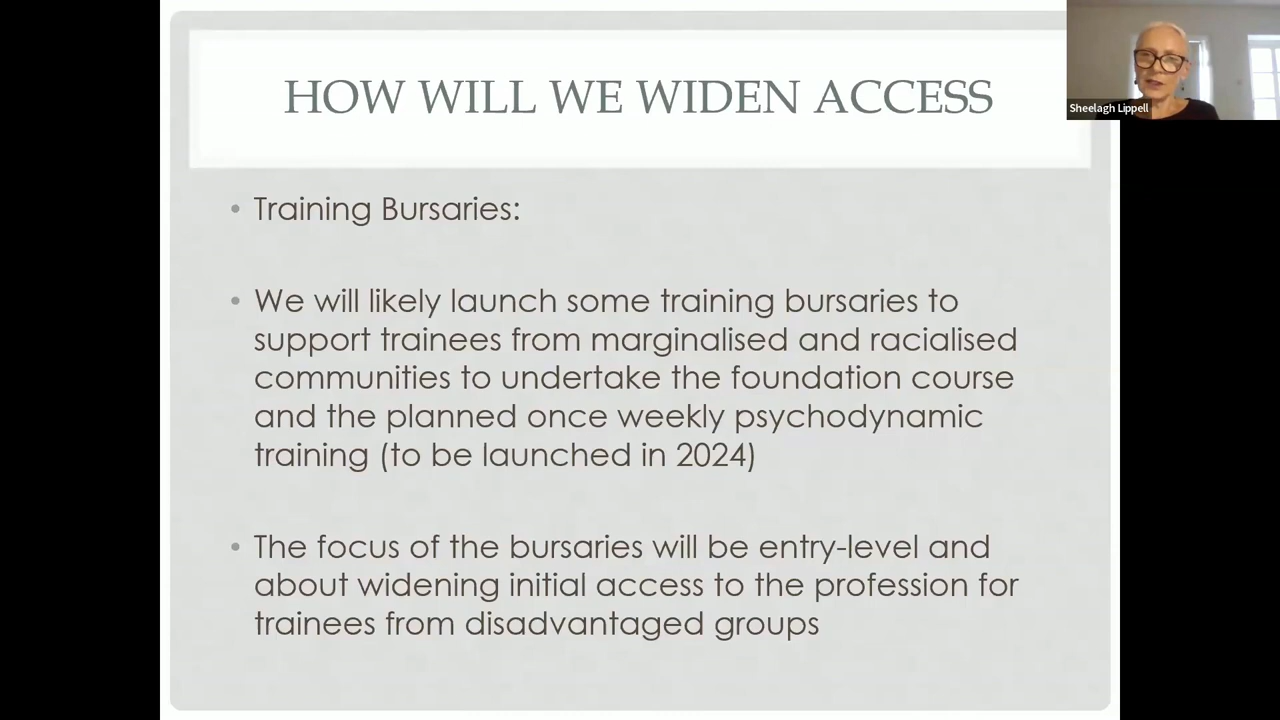 HOW WILL WE WIDEN ACCESS
Sheelagh Lippell
• Training Bursaries:
• We will likely launch some training bursaries to
support trainees from marginalised and racialised
communities to undertake the foundation course
and the planned once weekly psychodynamic
training (to be launched in 2024)
• The focus of the bursaries will be entry-level and
about widening initial access to the profession for
trainees from disadvantaged groups